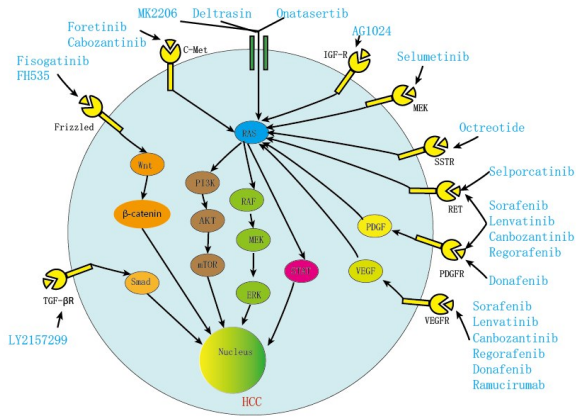 MK2206
Deltrasin
Onatasertib
Foretinib
Cabozantinib
C-Met
AG1024
IGF-R
Selumetinib
MEK
Fisogatinib
FH535
Frizzled
RAS
Octreotide
SSTR
Wnt
PI3K
RAF
Selporcatinib
RET
β-catenin
AKT
MEK
PDGF
Sorafenib
Lenvatinib
Canbozantinib
Regorafenib
PDGFR
mTOR
VEGF
Donafenib
TGF-βR
Smad
ERK
VEGFR
Sorafenib
Lenvatinib
Canbozantinib
Regorafenib
Donafenib
Ramucirumab
LY2157299
Nucleus
HCC